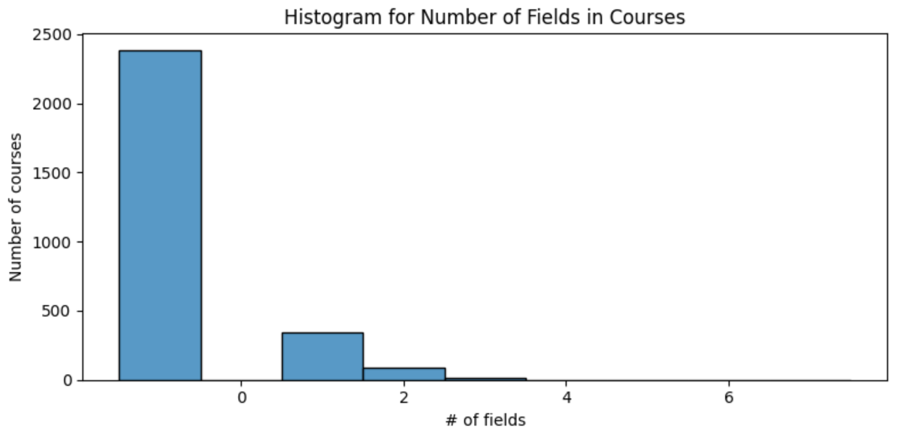 Histogram for Number of Fields in Courses
Number of courses
2500
2000
1500
1000
500
0
0 2 4 6
# of fields